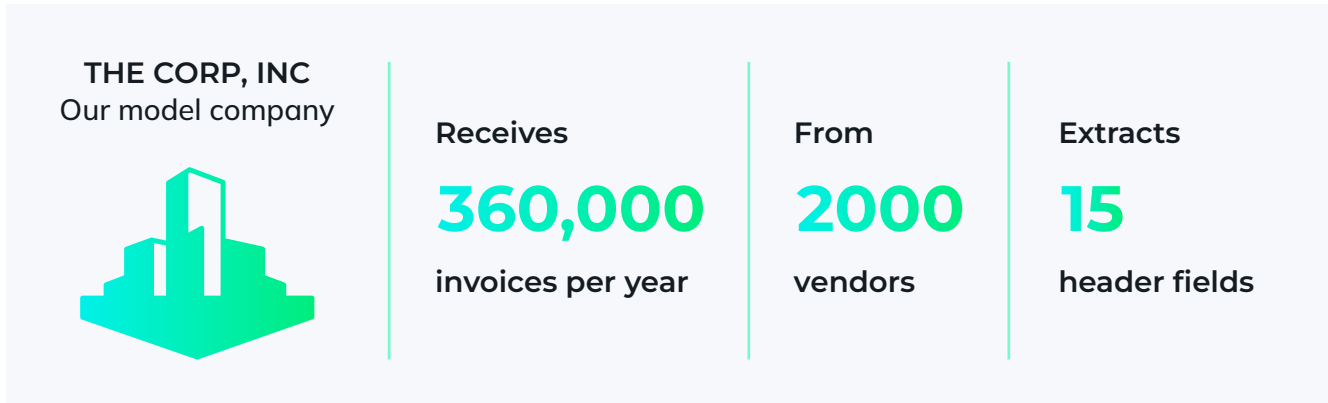 THE CORP, INC
Our model company
Receives
360,000
invoices per year
From
2000
vendors
Extracts
15
header fields